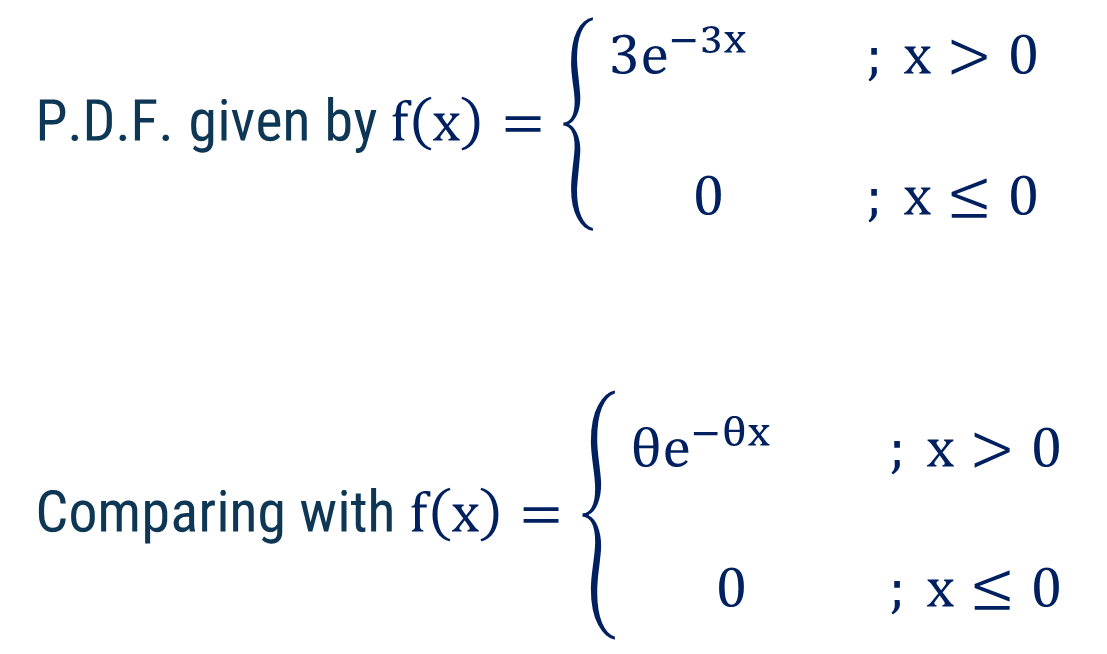 3e⁻³ˣ ; x > 0
P.D.F. given by f(x) = {
0 ; x ≤ 0
θe⁻θˣ ; x > 0
Comparing with f(x) = {
0 ; x ≤ 0